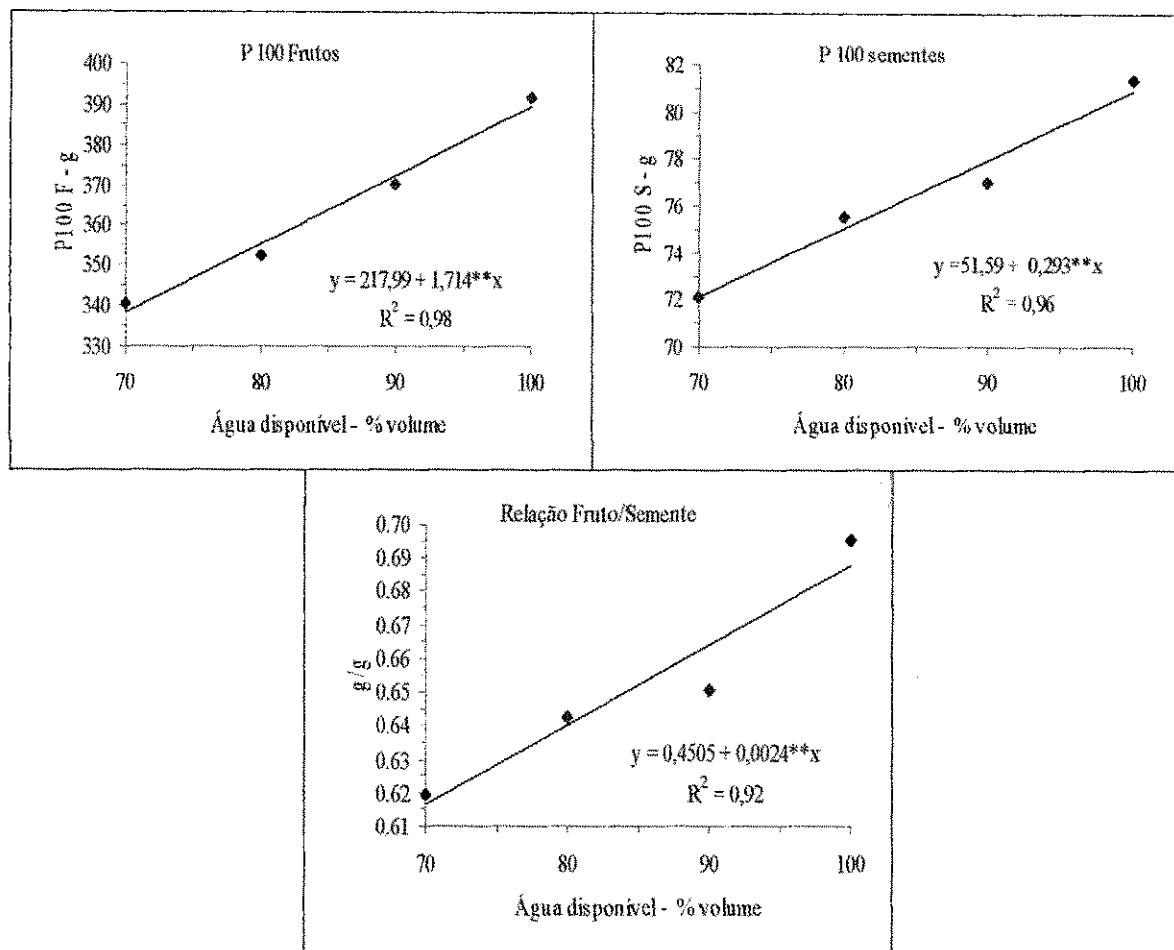 P 100 Frutos
400
390
380
370
360
350
340
330
P100 F - g
y = 217,99 + 1,714**x
R² = 0,98
70 80 90 100
Água disponível - % volume
P 100 sementes
82
80
78
76
74
72
70
P100 S - g
y =51,59 + 0,293**x
R² = 0,96
70 80 90 100
Água disponível - % volume
Relação Fruto/Semente
0.70
0.69
0.68
0.67
0.66
0.65
0.64
0.63
0.62
0.61
g/g
y = 0,4505 + 0,0024**x
R² = 0,92
70 80 90 100
Água disponível - % volume